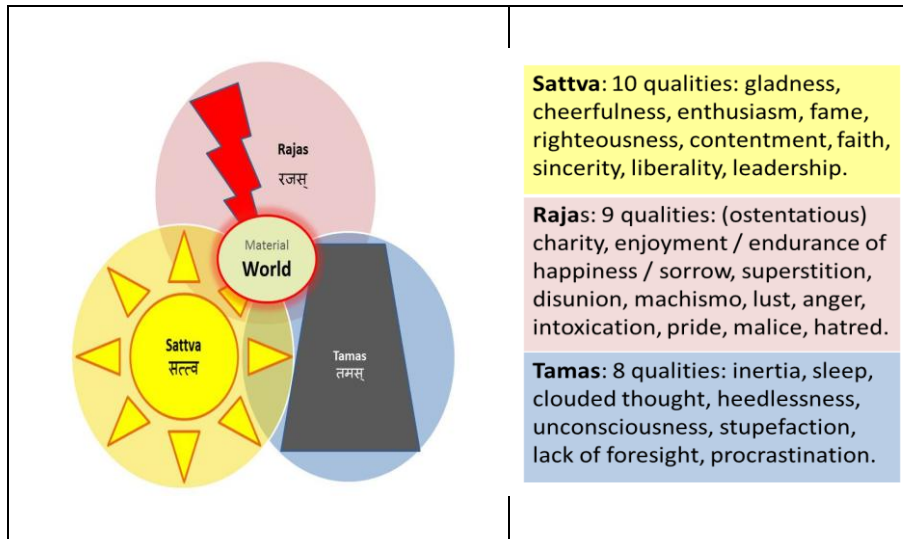 Rajas
रजस्
Material
World
Sattva
सत्त्व
Tamas
तमस्
Sattva: 10 qualities: gladness,
cheerfulness, enthusiasm, fame,
righteousness, contentment, faith,
sincerity, liberality, leadership.
Rajas: 9 qualities: (ostentatious)
charity, enjoyment / endurance of
happiness / sorrow, superstition,
disunion, machismo, lust, anger,
intoxication, pride, malice, hatred.
Tamas: 8 qualities: inertia, sleep,
clouded thought, heedlessness,
unconsciousness, stupefaction,
lack of foresight, procrastination.